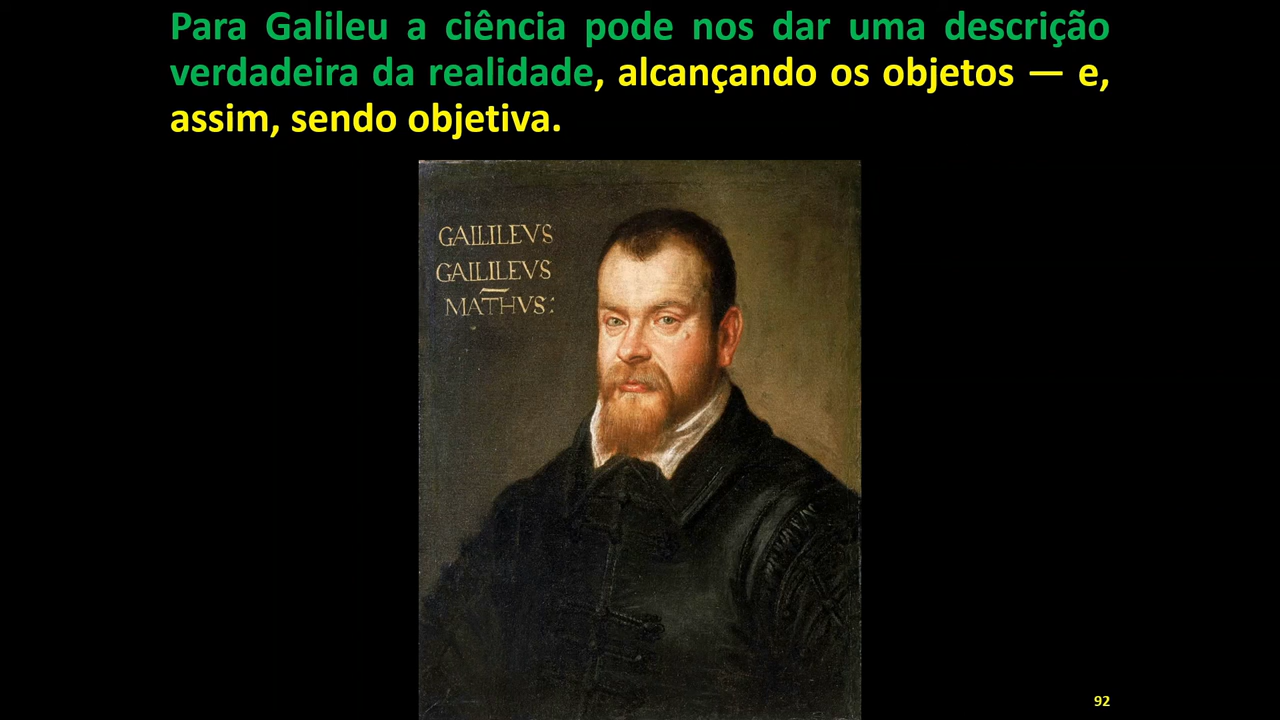 Para Galileu a ciência pode nos dar uma descrição
verdadeira da realidade, alcançando os objetos — e,
assim, sendo objetiva.
GALILEVS
GALILEVS
MATHVS:
92